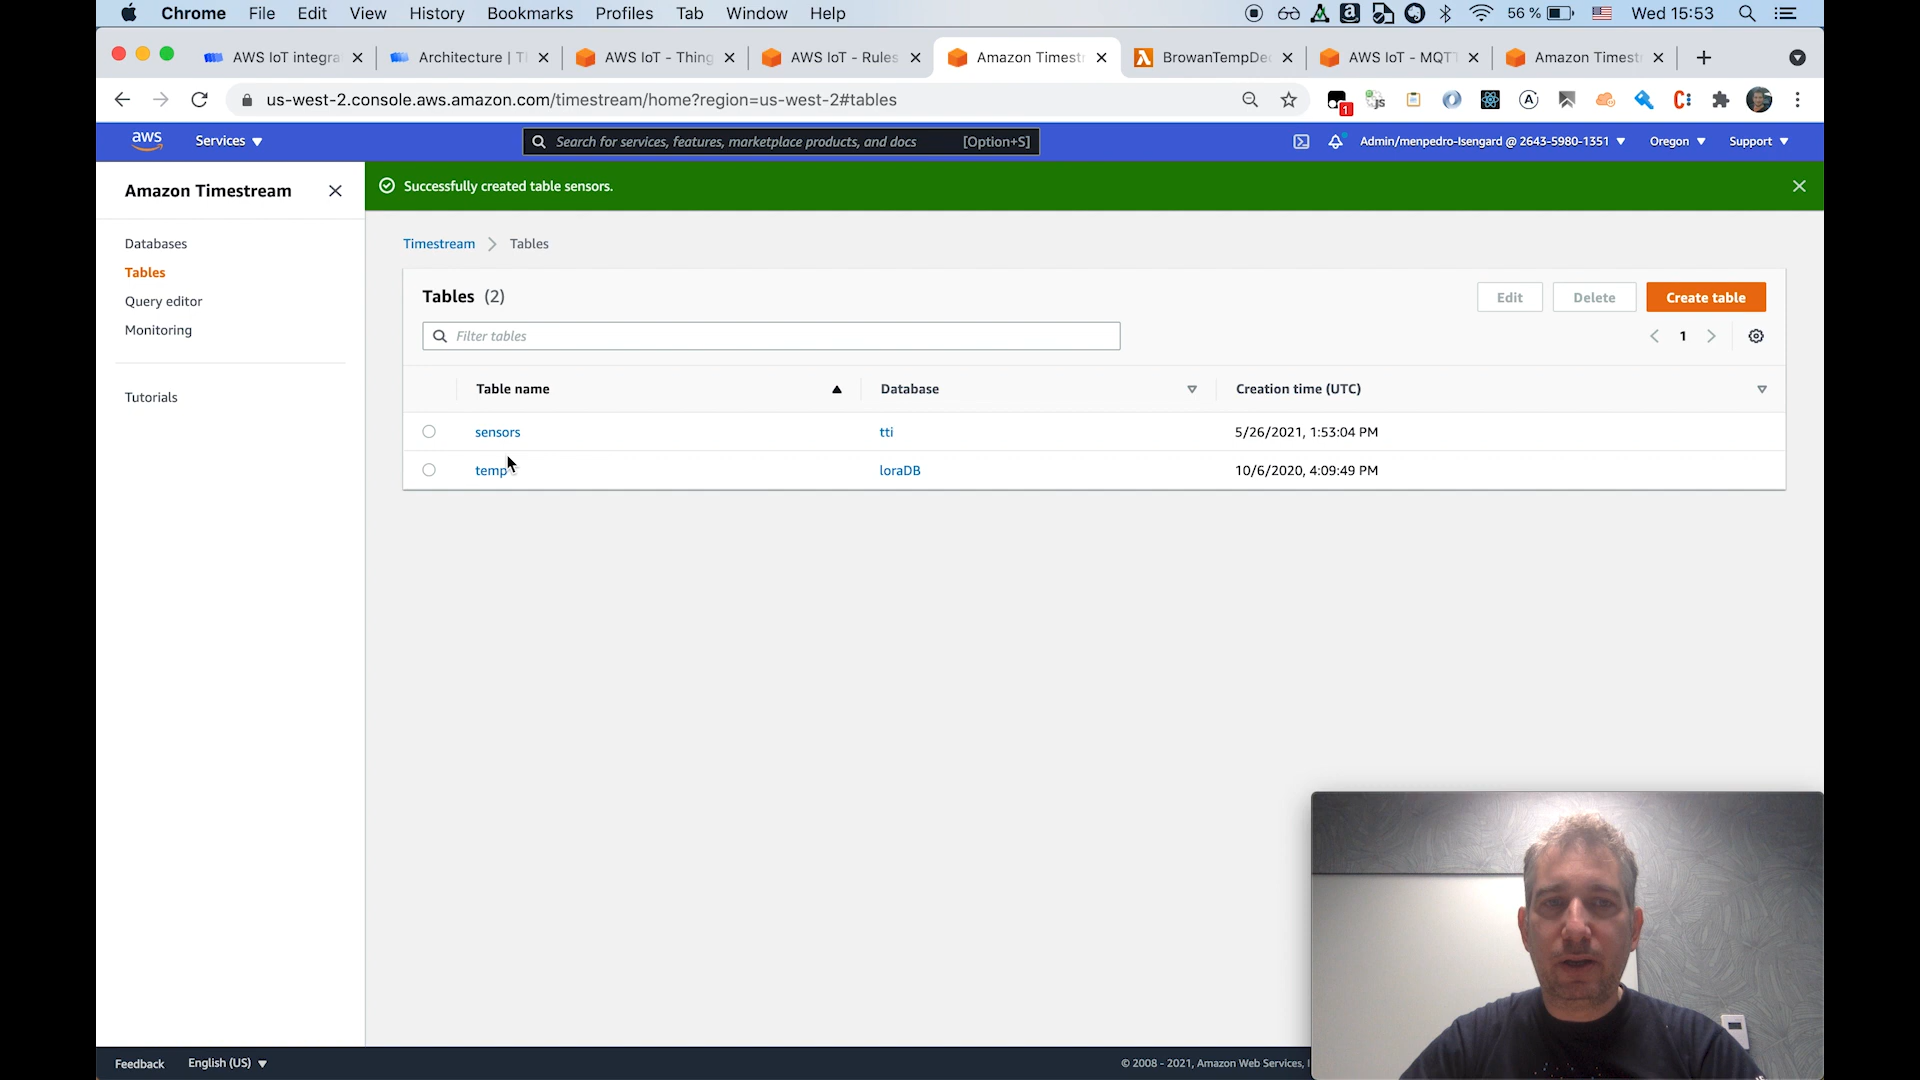 Chrome File Edit View History Bookmarks Profiles Tab Window Help 56 % Wed 15:53
AWS IoT integra Architecture | T AWS IoT - Thing AWS IoT - Rules Amazon Timest BrowanTempDe AWS IoT - MQT Amazon Timest
us-west-2.console.aws.amazon.com/timestream/home?region=us-west-2#tables 1 JS A C
aws Services Search for services, features, marketplace products, and docs [Option+S] Admin/menpedro-Isengard @ 2643-5980-1351 Oregon Support
Amazon Timestream
Databases
Tables
Query editor
Monitoring
Tutorials
Successfully created table sensors.
Timestream > Tables
Tables (2) Edit Delete Create table
Filter tables 1
Table name Database Creation time (UTC)
sensors tti 5/26/2021, 1:53:04 PM
temp loraDB 10/6/2020, 4:09:49 PM
Feedback English (US) © 2008 - 2021, Amazon Web Services,